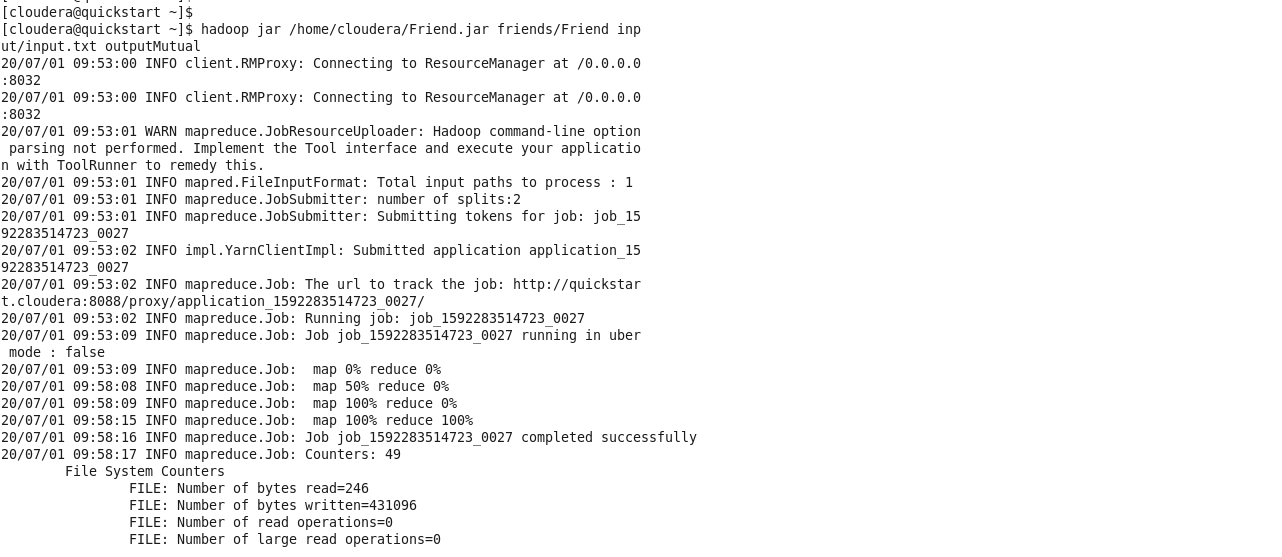 [cloudera@quickstart ~]$
[cloudera@quickstart ~]$ hadoop jar /home/cloudera/Friend.jar friends/Friend inp
ut/input.txt outputMutual
20/07/01 09:53:00 INFO client.RMProxy: Connecting to ResourceManager at /0.0.0.0
:8032
20/07/01 09:53:00 INFO client.RMProxy: Connecting to ResourceManager at /0.0.0.0
:8032
20/07/01 09:53:01 WARN mapreduce.JobResourceUploader: Hadoop command-line option
 parsing not performed. Implement the Tool interface and execute your applicatio
n with ToolRunner to remedy this.
20/07/01 09:53:01 INFO mapred.FileInputFormat: Total input paths to process : 1
20/07/01 09:53:01 INFO mapreduce.JobSubmitter: number of splits:2
20/07/01 09:53:01 INFO mapreduce.JobSubmitter: Submitting tokens for job: job_15
92283514723_0027
20/07/01 09:53:02 INFO impl.YarnClientImpl: Submitted application application_15
92283514723_0027
20/07/01 09:53:02 INFO mapreduce.Job: The url to track the job: http://quickstar
t.cloudera:8088/proxy/application_1592283514723_0027/
20/07/01 09:53:02 INFO mapreduce.Job: Running job: job_1592283514723_0027
20/07/01 09:53:09 INFO mapreduce.Job: Job job_1592283514723_0027 running in uber
 mode : false
20/07/01 09:53:09 INFO mapreduce.Job:  map 0% reduce 0%
20/07/01 09:58:08 INFO mapreduce.Job:  map 50% reduce 0%
20/07/01 09:58:09 INFO mapreduce.Job:  map 100% reduce 0%
20/07/01 09:58:15 INFO mapreduce.Job:  map 100% reduce 100%
20/07/01 09:58:16 INFO mapreduce.Job: Job job_1592283514723_0027 completed successfully
20/07/01 09:58:17 INFO mapreduce.Job: Counters: 49
        File System Counters
                FILE: Number of bytes read=246
                FILE: Number of bytes written=431096
                FILE: Number of read operations=0
                FILE: Number of large read operations=0